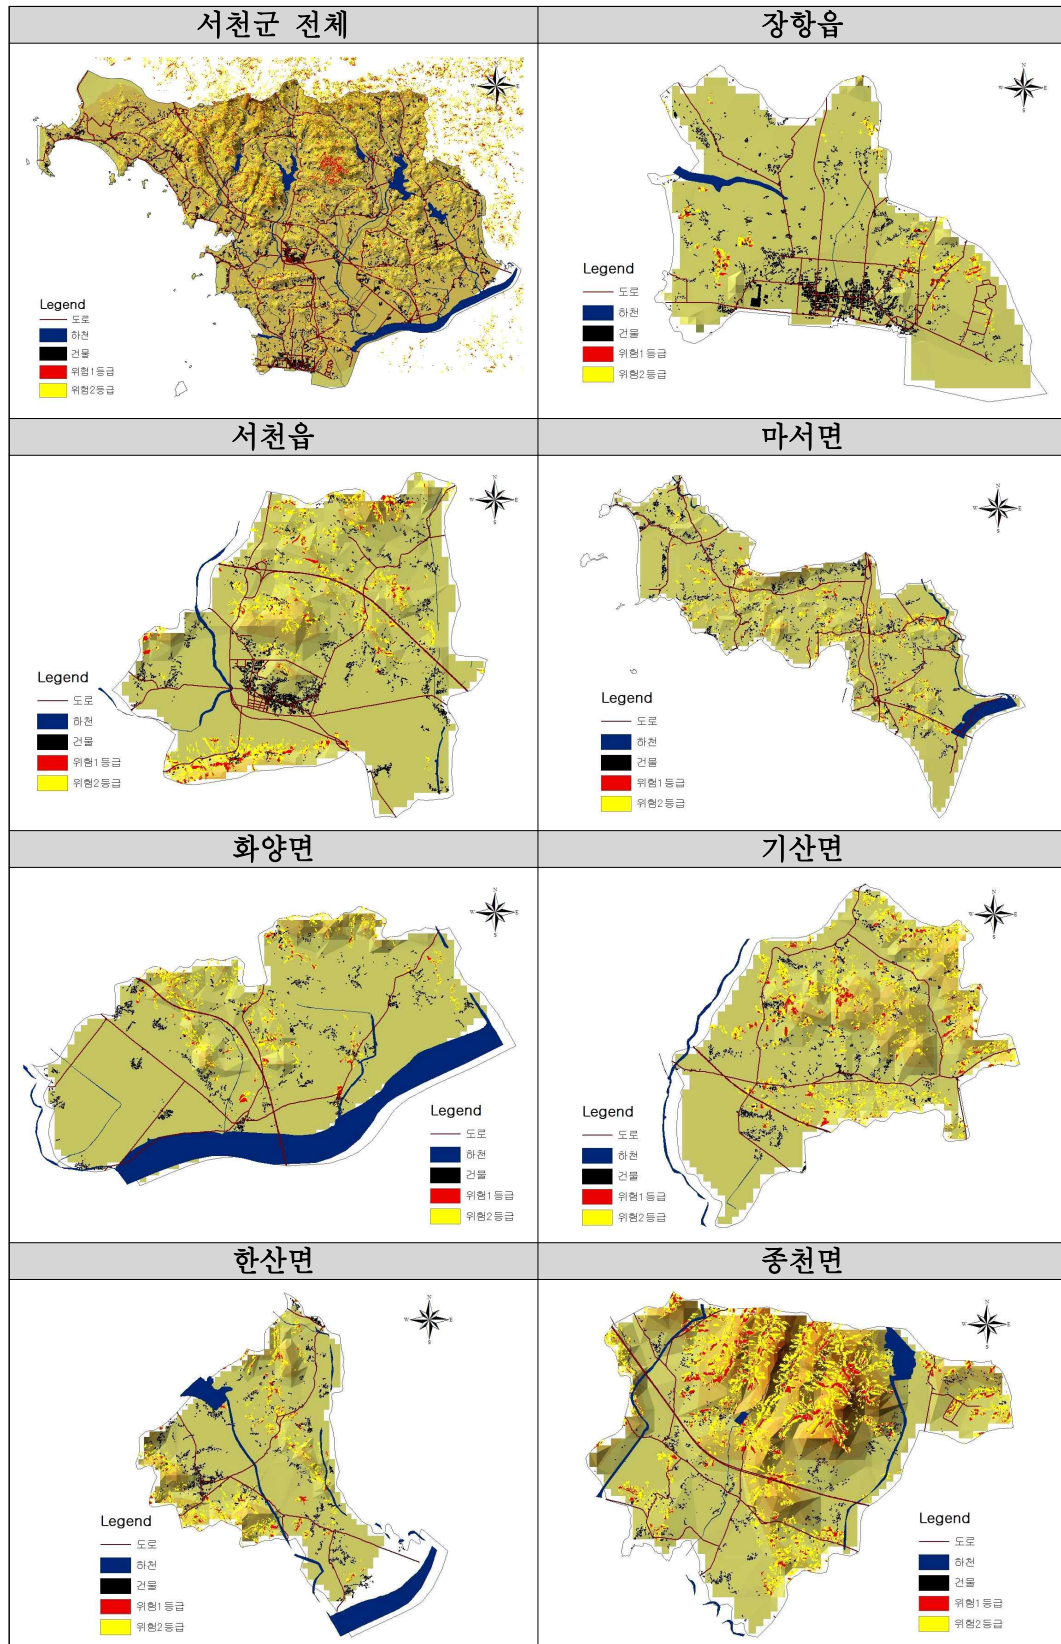 서천군 전체
장항읍
N
W E
S
Legend
도로
하천
건물
위험1등급
위험2등급
N
W E
S
Legend
도로
하천
건물
위험1등급
위험2등급
서천읍
마서면
N
W E
S
Legend
도로
하천
건물
위험1등급
위험2등급
N
W E
S
Legend
도로
하천
건물
위험1등급
위험2등급
화양면
기산면
N
W E
S
Legend
도로
하천
건물
위험1등급
위험2등급
N
W E
S
Legend
도로
하천
건물
위험1등급
위험2등급
한산면
종천면
N
W E
S
Legend
도로
하천
건물
위험1등급
위험2등급
N
W E
S
Legend
도로
하천
건물
위험1등급
위험2등급